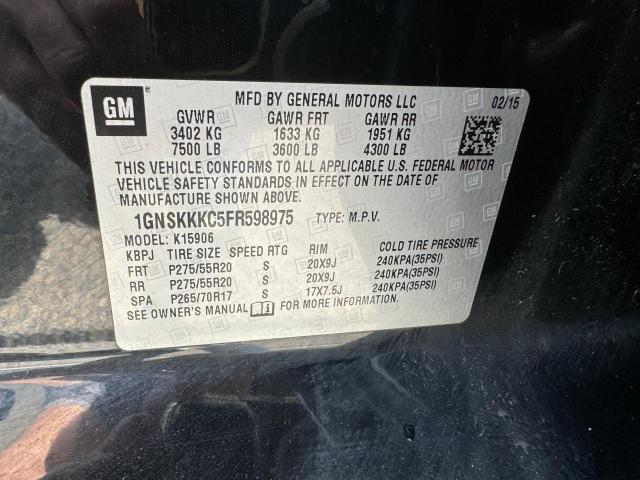 GM
MFD BY GENERAL MOTORS LLC 02/15
GVWR GAWR FRT GAWR RR
3402 KG 1633 KG 1951 KG
7500 LB 3600 LB 4300 LB
THIS VEHICLE CONFORMS TO ALL APPLICABLE U.S. FEDERAL MOTOR
VEHICLE SAFETY STANDARDS IN EFFECT ON THE DATE OF
MANUFACTURE SHOWN ABOVE.
1GNSKKKC5FR598975 TYPE: M.P.V.
MODEL: K15906
KBPJ TIRE SIZE SPEED RTG RIM COLD TIRE PRESSURE
FRT P275/55R20 S 20X9J 240KPA(35PSI)
RR P275/55R20 S 20X9J 240KPA(35PSI)
SPA P265/70R17 S 17X7.5J 240KPA(35PSI)
SEE OWNER'S MANUAL FOR MORE INFORMATION.